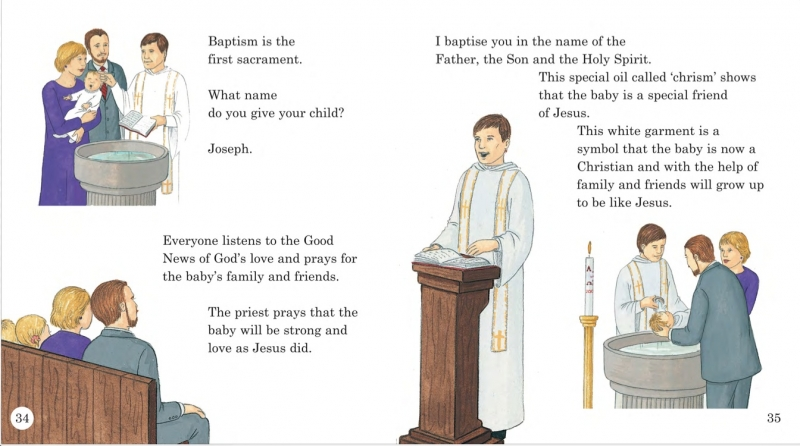 Baptism is the
first sacrament.
What name
do you give your child?
Joseph.
Everyone listens to the Good
News of God's love and prays for
the baby's family and friends.
The priest prays that the
baby will be strong and
love as Jesus did.
34
I baptise you in the name of the
Father, the Son and the Holy Spirit.
This special oil called ‘chrism’ shows
that the baby is a special friend
of Jesus.
This white garment is a
symbol that the baby is now a
Christian and with the help of
family and friends will grow up
to be like Jesus.
35